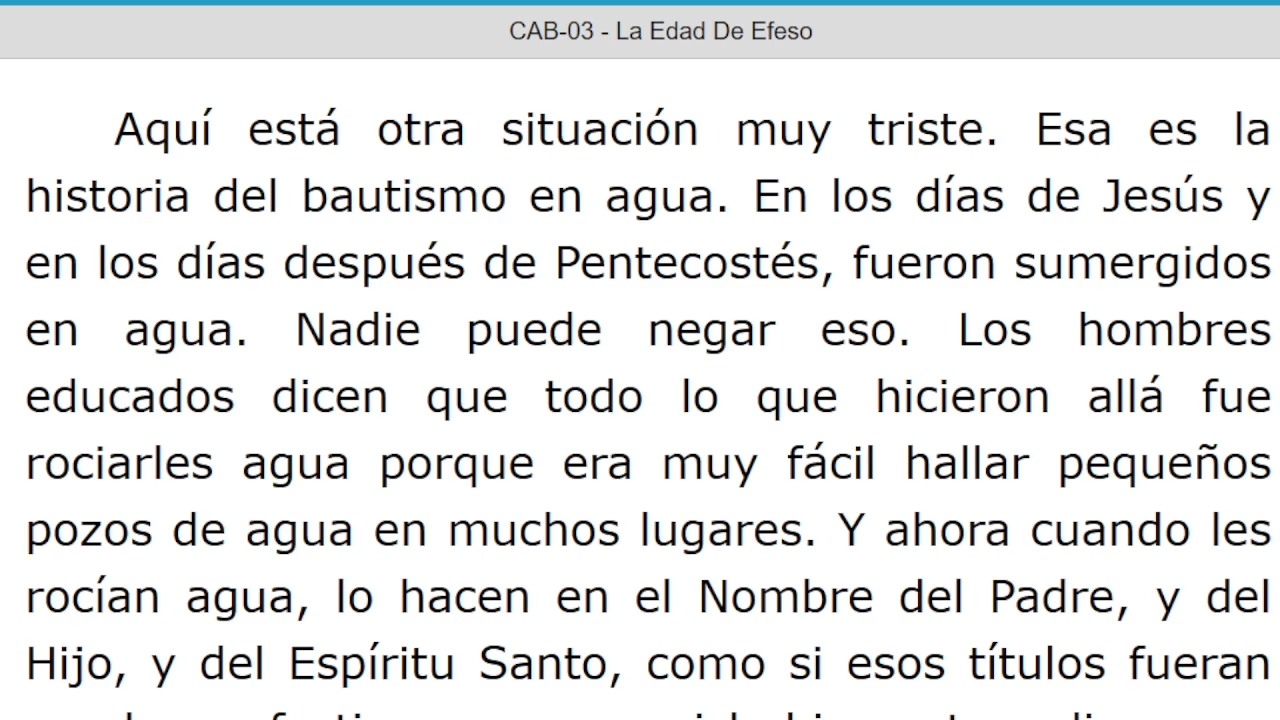 CAB-03 - La Edad De Efeso
Aquí está otra situación muy triste. Esa es la
historia del bautismo en agua. En los días de Jesús y
en los días después de Pentecostés, fueron sumergidos
en agua. Nadie puede negar eso. Los hombres
educados dicen que todo lo que hicieron allá fue
rociarles agua porque era muy fácil hallar pequeños
pozos de agua en muchos lugares. Y ahora cuando les
rocían agua, lo hacen en el Nombre del Padre, y del
Hijo, y del Espíritu Santo, como si esos títulos fueran